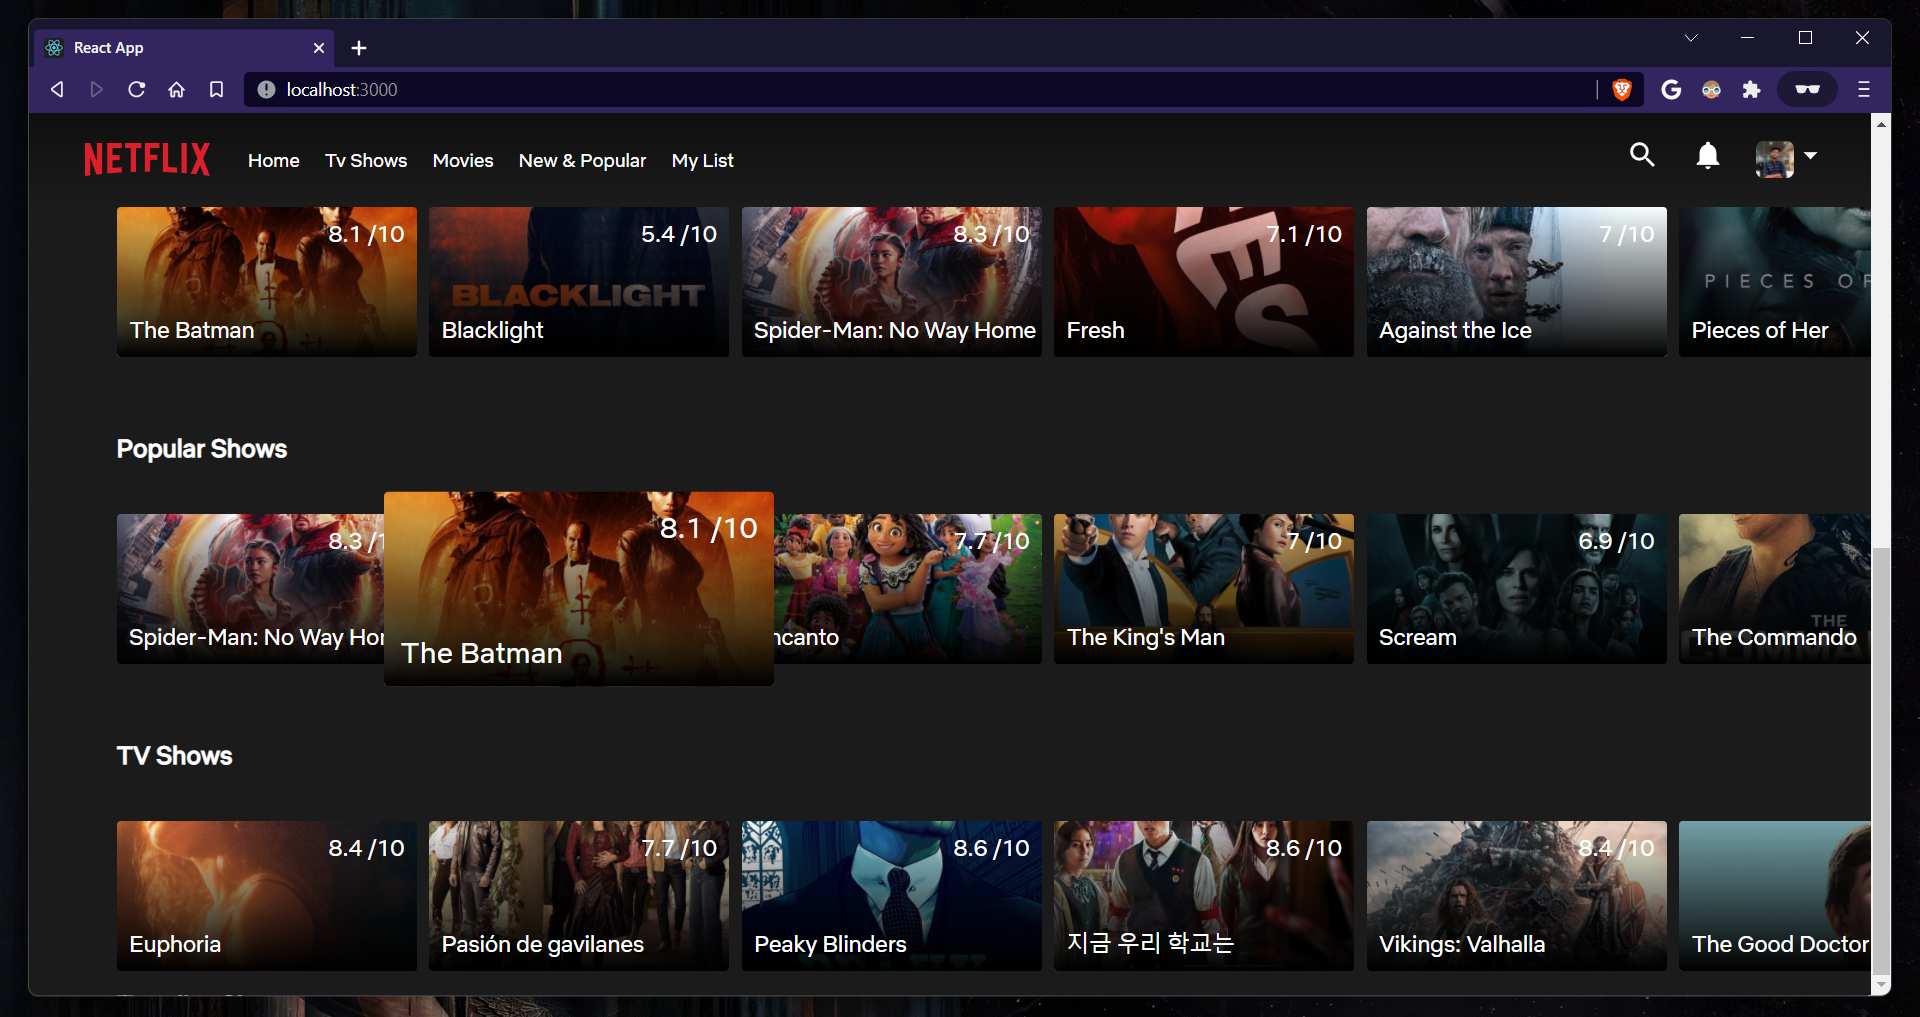 React App
localhost:3000
NETFLIX
Home Tv Shows Movies New & Popular My List
8.1 /10
The Batman
5.4 /10
BLACKLIGHT
Blacklight
8.3 /10
Spider-Man: No Way Home
7.1 /10
ES
Fresh
7 /10
Against the Ice
PIECES OF
Pieces of Her
Popular Shows
8.3 /1
Spider-Man: No Way Hor
8.1 /10
The Batman
7.7 /10
ncanto
7 /10
The King's Man
6.9 /10
Scream
THE
The Commando
TV Shows
8.4 /10
Euphoria
7.7 /10
Pasión de gavilanes
8.6 /10
Peaky Blinders
8.6 /10
지금 우리 학교는
8.4 /10
Vikings: Valhalla
The Good Doctor